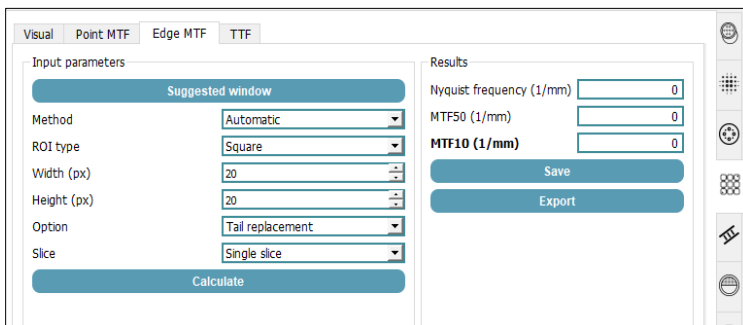 Visual Point MTF Edge MTF TTF
Input parameters
Suggested window
Method Automatic
ROI type Square
Width (px) 20
Height (px) 20
Option Tail replacement
Slice Single slice
Calculate
Results
Nyquist frequency (1/mm) 0
MTF50 (1/mm) 0
MTF10 (1/mm) 0
Save
Export